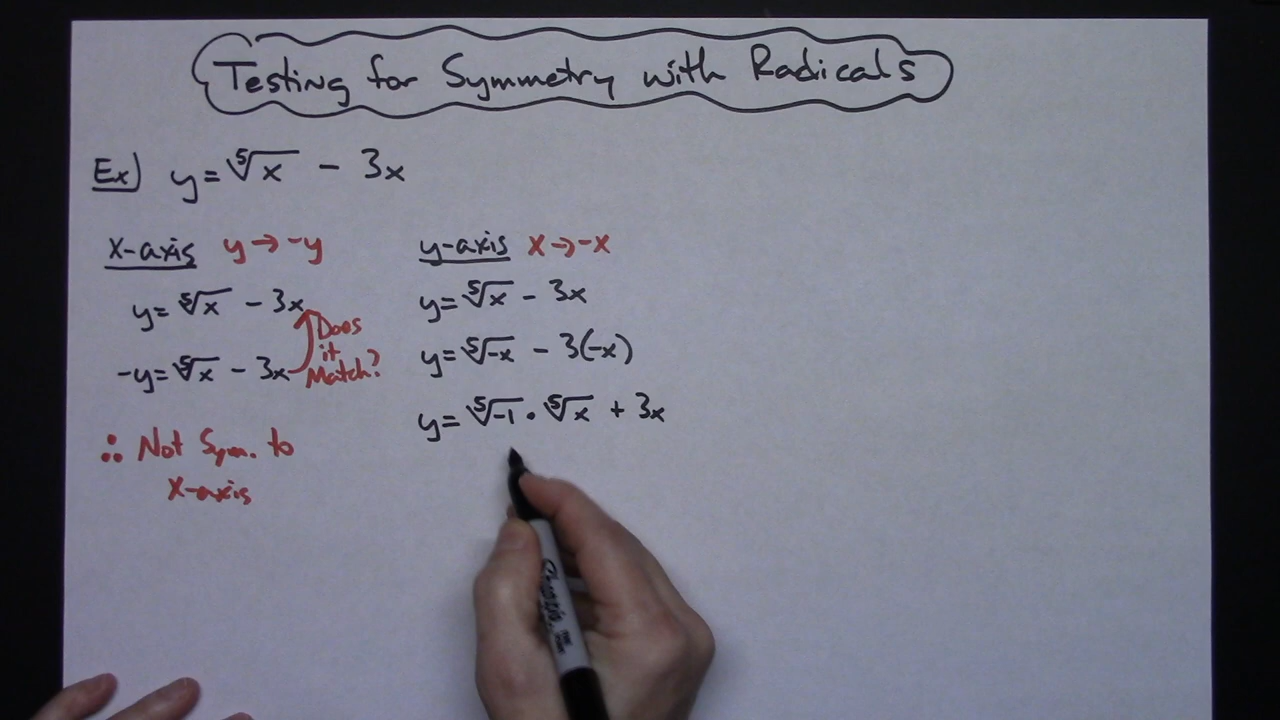 Testing for Symmetry with Radicals
Ex) y = ⁵√x - 3x
x-axis y → -y
y = ⁵√x - 3x
-y = ⁵√x - 3x
Does
it
Match?
∴ Not Sym. to
x-axis
y-axis x → -x
y = ⁵√x - 3x
y = ⁵√-x - 3(-x)
y = ⁵√-1 · ⁵√x + 3x
Sharpie